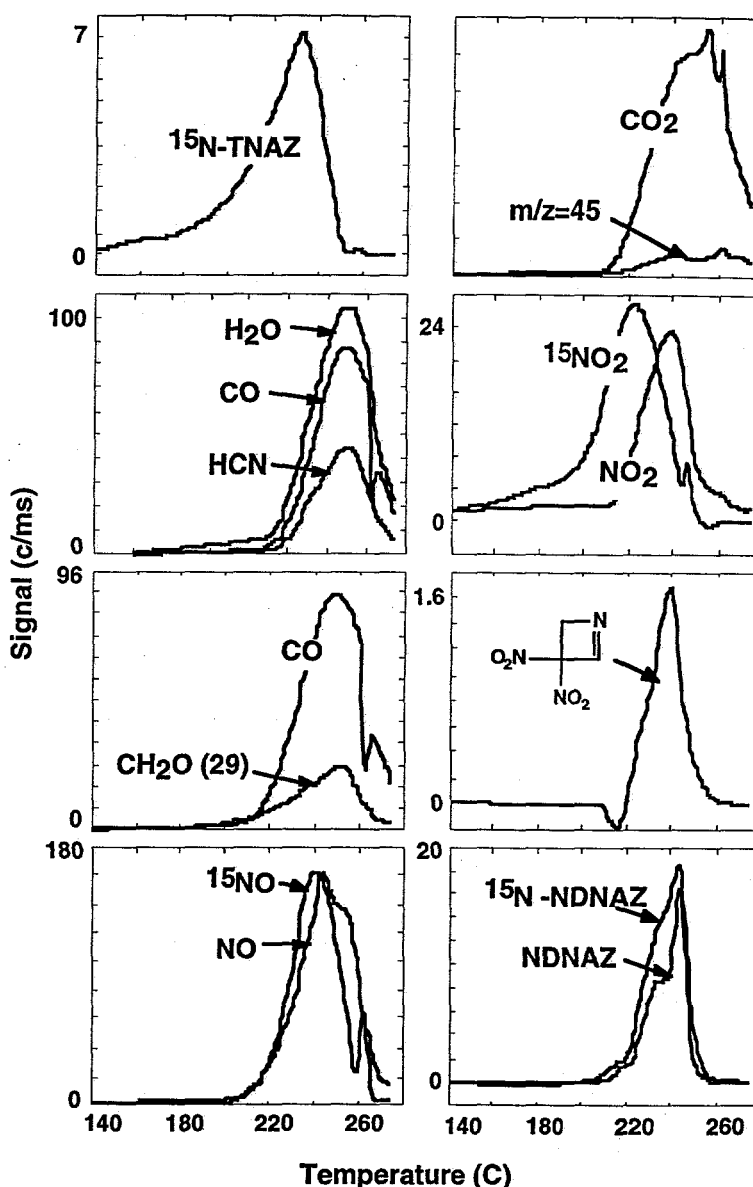 7
15N-TNAZ
0
CO2
m/z=45
100
H2O
CO
HCN
0
24
15NO2
NO2
0
Signal (c/ms)
96
CO
CH2O (29)
0
1.6
N
O2N
NO2
0
180
15NO
NO
0
20
15N -NDNAZ
NDNAZ
0
140 180 220 260
140 180 220 260
Temperature (C)